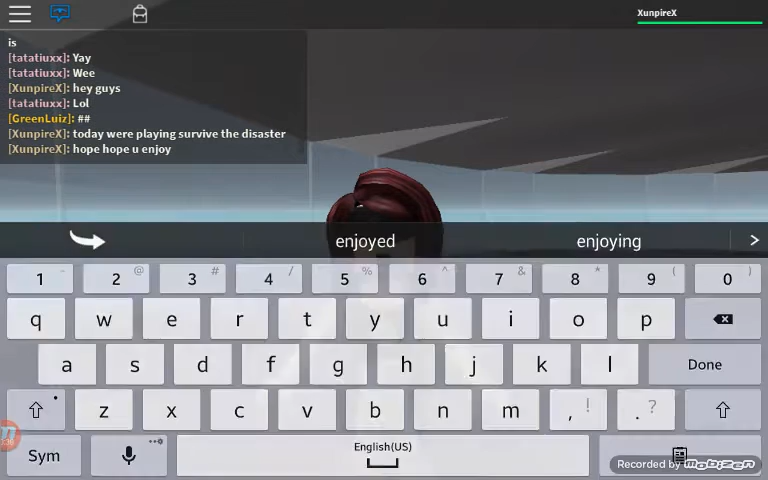 XunpireX
is
[tatatiuxx]: Yay
[tatatiuxx]: Wee
[XunpireX]: hey guys
[tatatiuxx]: Lol
[GreenLuiz]: ##
[XunpireX]: today were playing survive the disaster
[XunpireX]: hope hope u enjoy
enjoyed enjoying >
1 - 2 @ 3 # 4 / 5 % 6 ^ 7 & 8 * 9 ( 0 )
q w e r t y u i o p
a s d f g h j k l Done
z x c v b n m , ! . ?
Sym English(US)
Recorded by mobizen